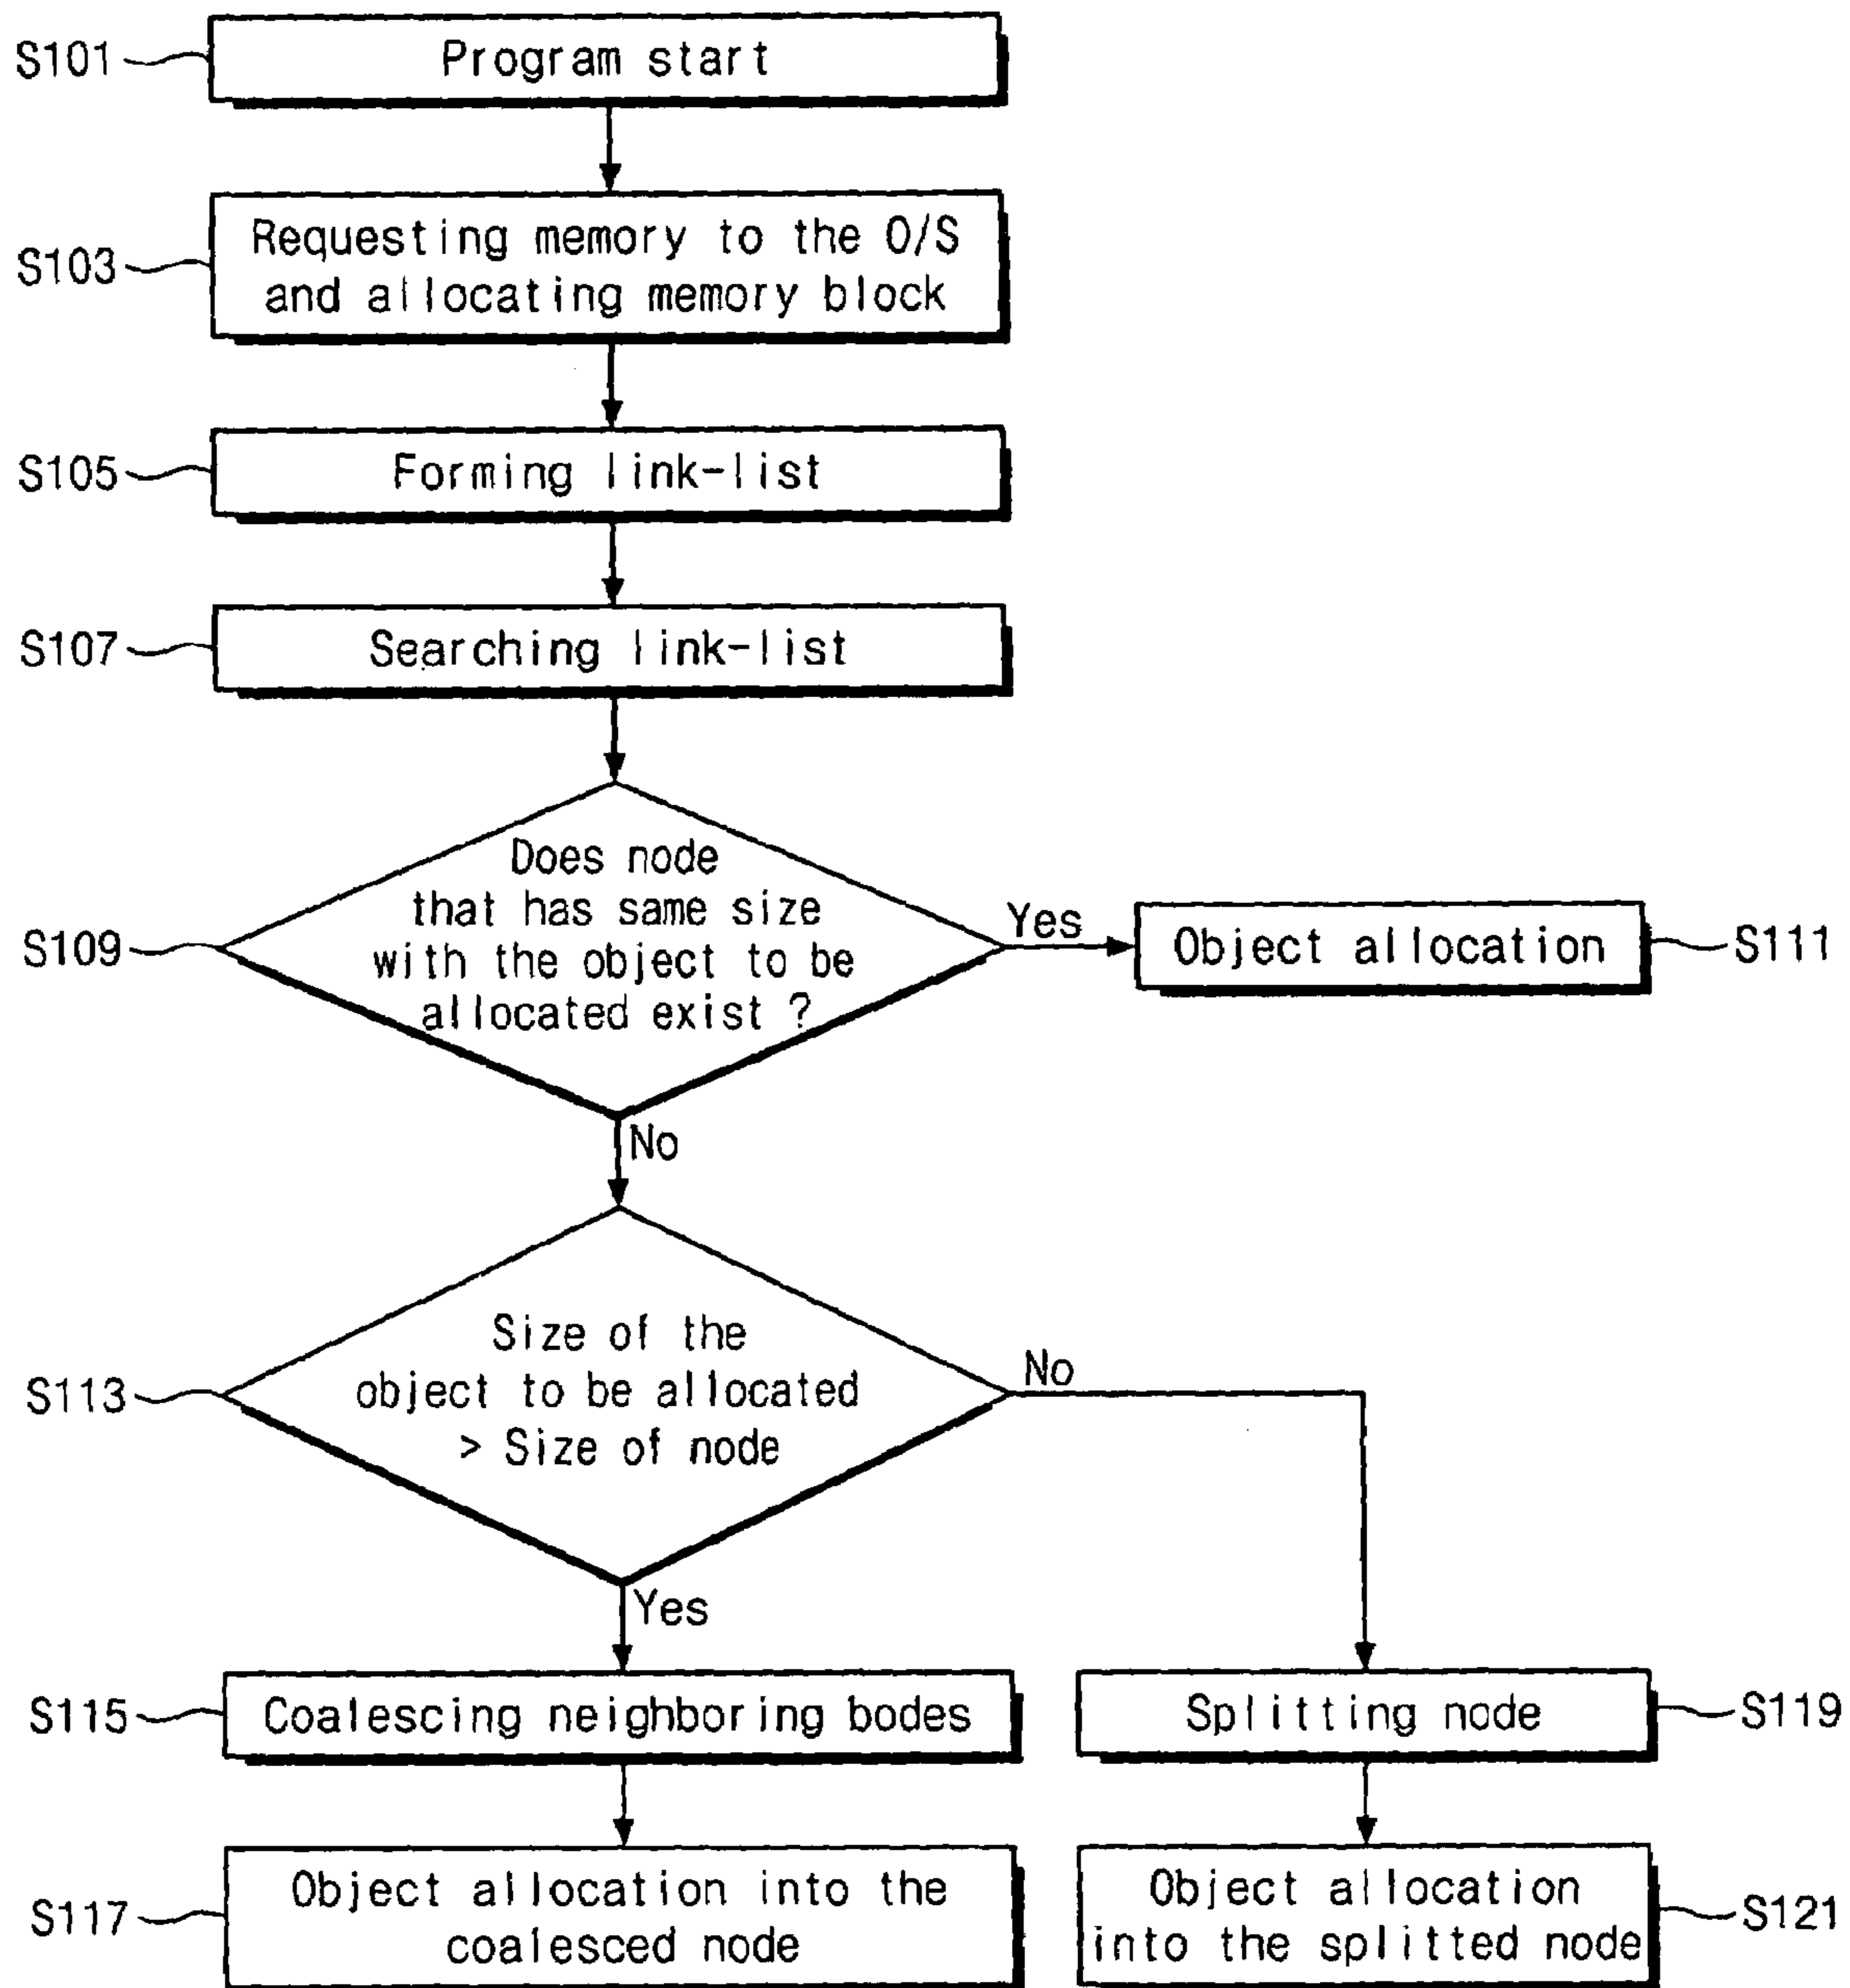 S101
Program start
S103
Requesting memory to the O/S
and allocating memory block
S105
Forming link-list
S107
Searching link-list
S109
Does node
that has same size
with the object to be
allocated exist ?
Yes
Object allocation
S111
No
S113
Size of the
object to be allocated
> Size of node
No
Yes
S115
Coalescing neighboring bodes
Splitting node
S119
S117
Object allocation into the
coalesced node
Object allocation
into the splitted node
S121